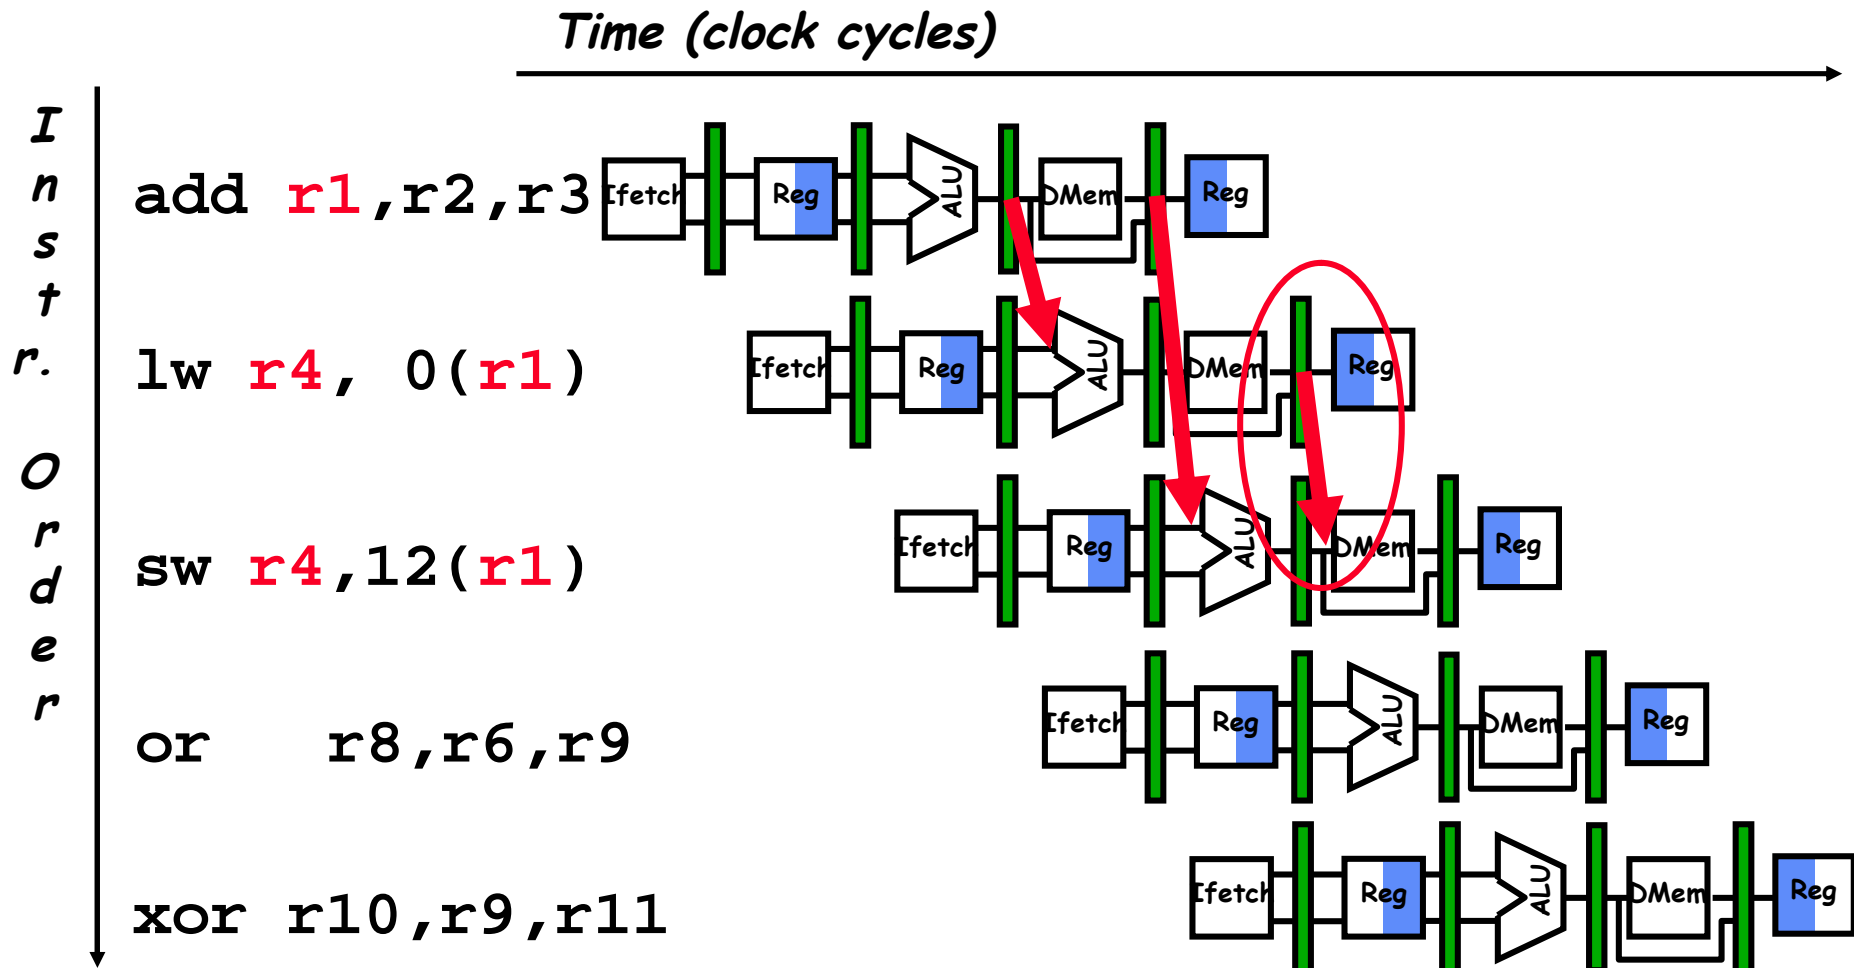 Time (clock cycles)
Instr. Order
add r1,r2,r3 Ifetch Reg ALU DMem Reg
lw r4, 0(r1) Ifetch Reg ALU DMem Reg
sw r4,12(r1) Ifetch Reg ALU DMem Reg
or r8,r6,r9 Ifetch Reg ALU DMem Reg
xor r10,r9,r11 Ifetch Reg ALU DMem Reg